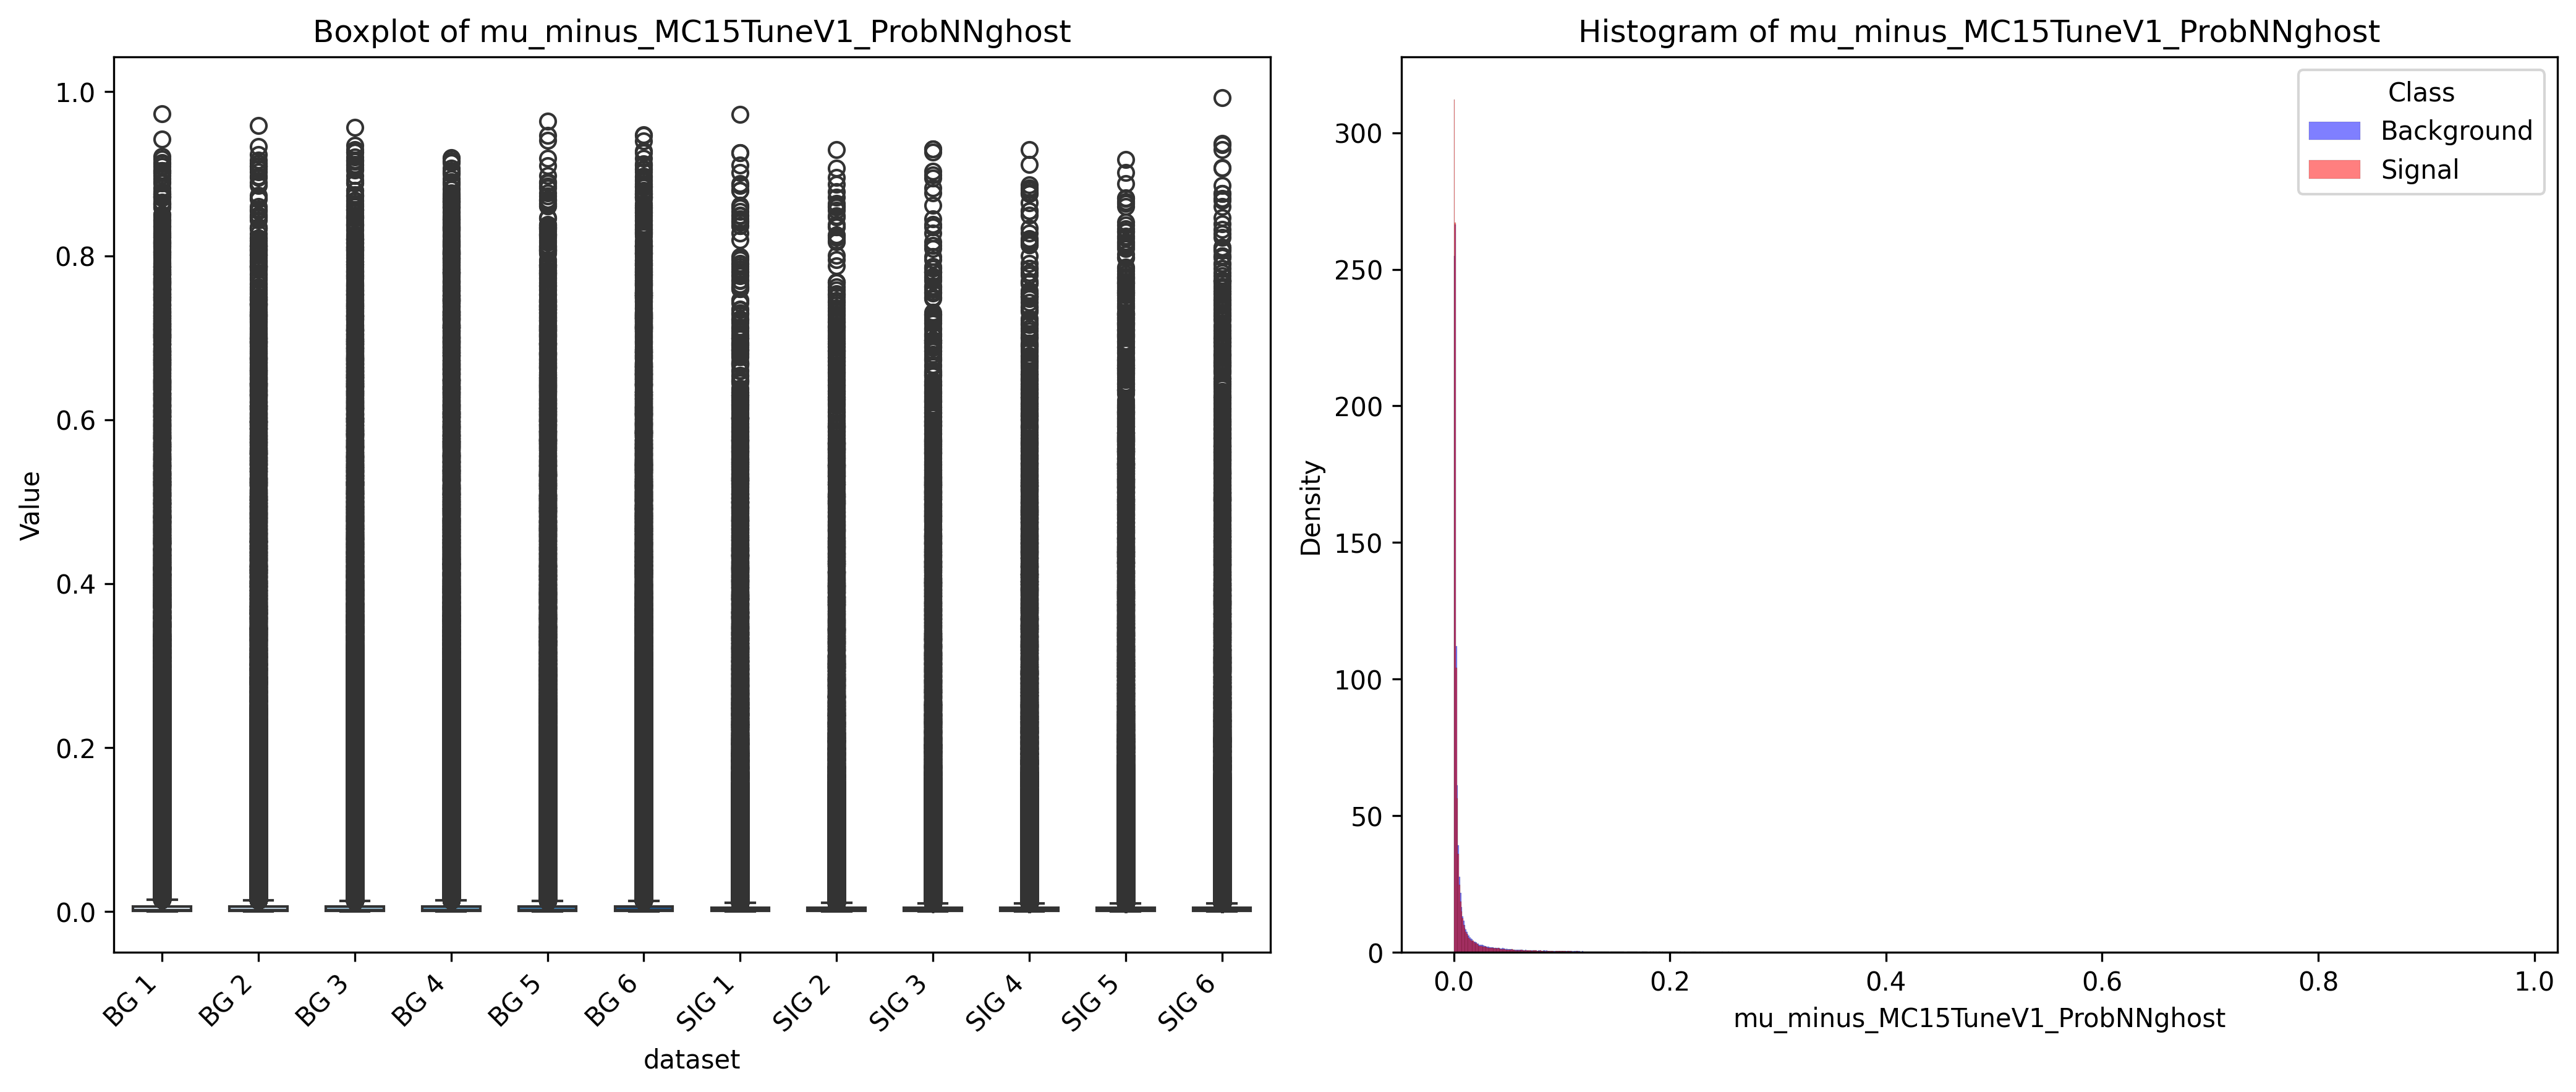 Boxplot of mu_minus_MC15TuneV1_ProbNNghost
Value
1.0
0.8
0.6
0.4
0.2
0.0
BG 1
BG 2
BG 3
BG 4
BG 5
BG 6
SIG 1
SIG 2
SIG 3
SIG 4
SIG 5
SIG 6
dataset
Histogram of mu_minus_MC15TuneV1_ProbNNghost
Class
Background
Signal
Density
300
250
200
150
100
50
0
0.0
0.2
0.4
0.6
0.8
1.0
mu_minus_MC15TuneV1_ProbNNghost